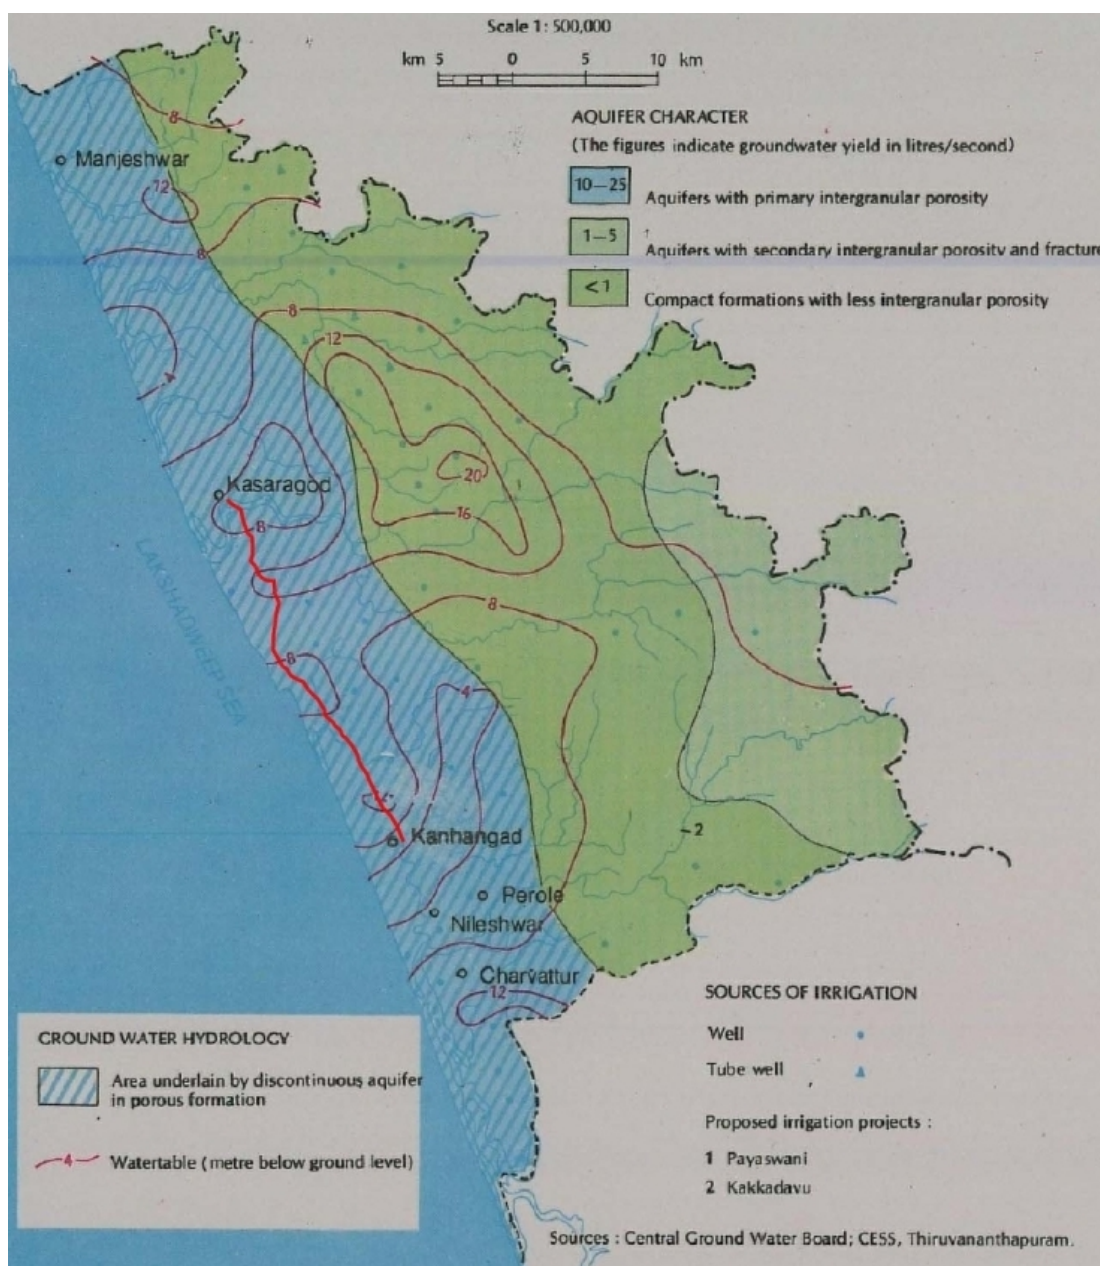 Scale 1: 500,000
km 5 0 5 10 km
AQUIFER CHARACTER
(The figures indicate groundwater yield in litres/second)
10—25 Aquifers with primary intergranular porosity
1—5 Aquifers with secondary intergranular porosity and fracture
<1 Compact formations with less intergranular porosity
8
Manjeshwar
12
8
8
12
4
20
Kasaragod
16
8
LAKSHADWEEP SEA
1
8
8
4
2
Kanhangad
Perole
Nileshwar
Charvattur
12
SOURCES OF IRRIGATION
Well
Tube well
Proposed irrigation projects :
1 Payaswani
2 Kakkadavu
GROUND WATER HYDROLOGY
Area underlain by discontinuous aquifer
in porous formation
4 Watertable (metre below ground level)
Sources : Central Ground Water Board; CESS, Thiruvananthapuram.